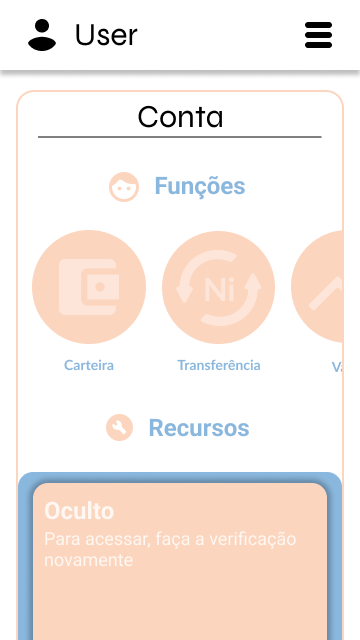 User
Conta
Funções
Ni
Carteira
Transferência
Recursos
Oculto
Para acessar, faça a verificação
novamente